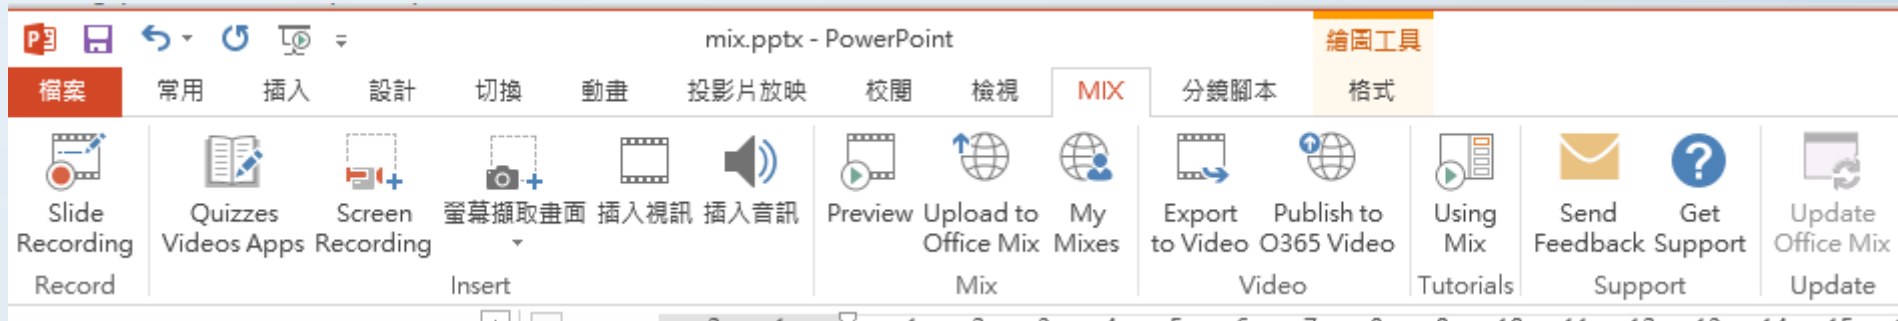 mix.pptx - PowerPoint
繪圖工具
檔案 常用 插入 設計 切換 動畫 投影片放映 校閱 檢視 MIX 分鏡腳本 格式
Slide Recording
Quizzes Videos Apps
Screen Recording
螢幕擷取畫面
插入視訊
插入音訊
Preview
Upload to Office Mix
My Mixes
Export to Video
Publish to O365 Video
Using Mix
Send Feedback
Get Support
Update Office Mix
Record Insert Mix Video Tutorials Support Update